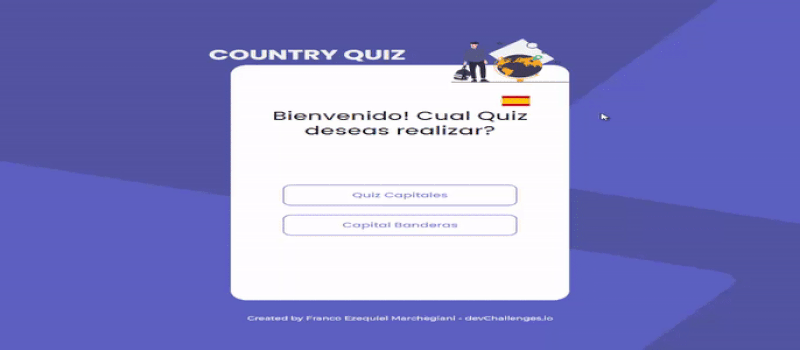 COUNTRY QUIZ
Bienvenido! Cual Quiz
deseas realizar?
Quiz Capitales
Capital Banderas
Created by Franco Ezequiel Marchegiani - devChallenges.io